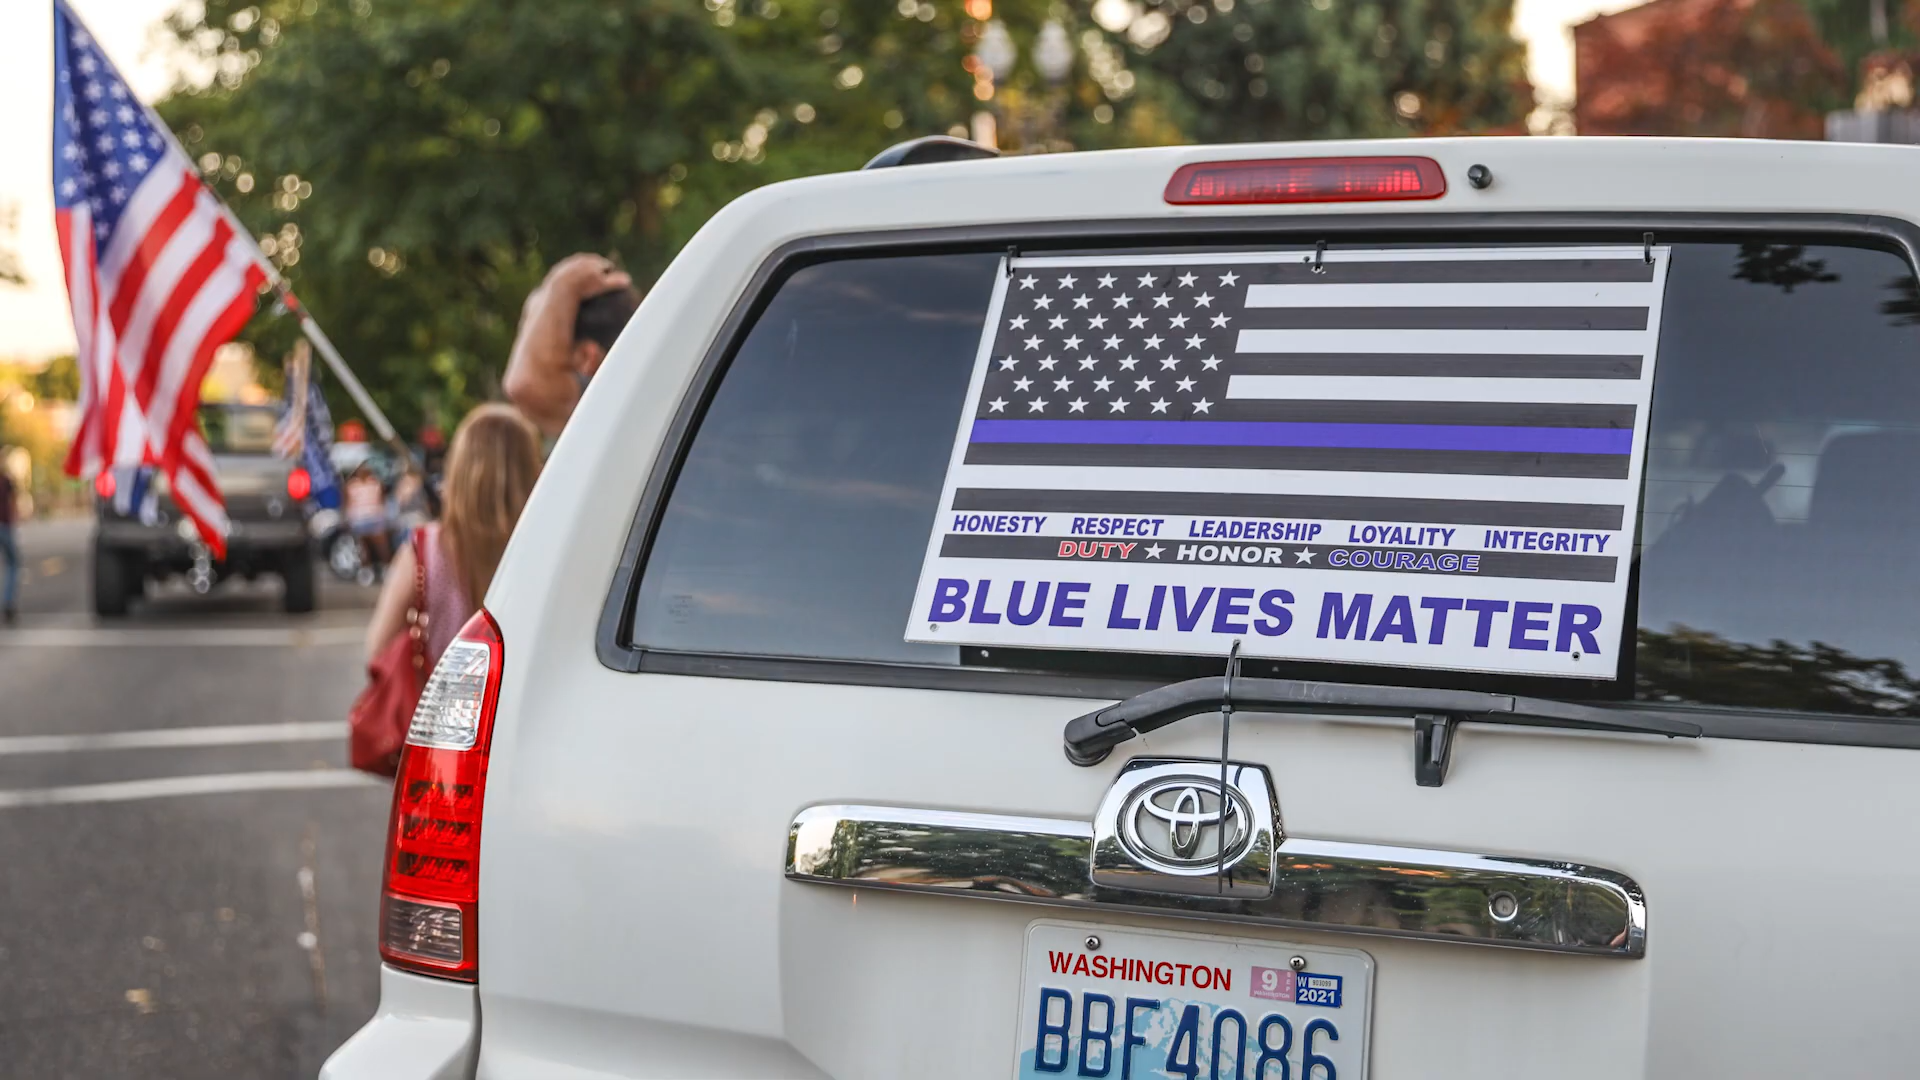 HONESTY RESPECT LEADERSHIP LOYALITY INTEGRITY
DUTY ★ HONOR ★ COURAGE
BLUE LIVES MATTER
WASHINGTON
9
W
2021
BBF4086